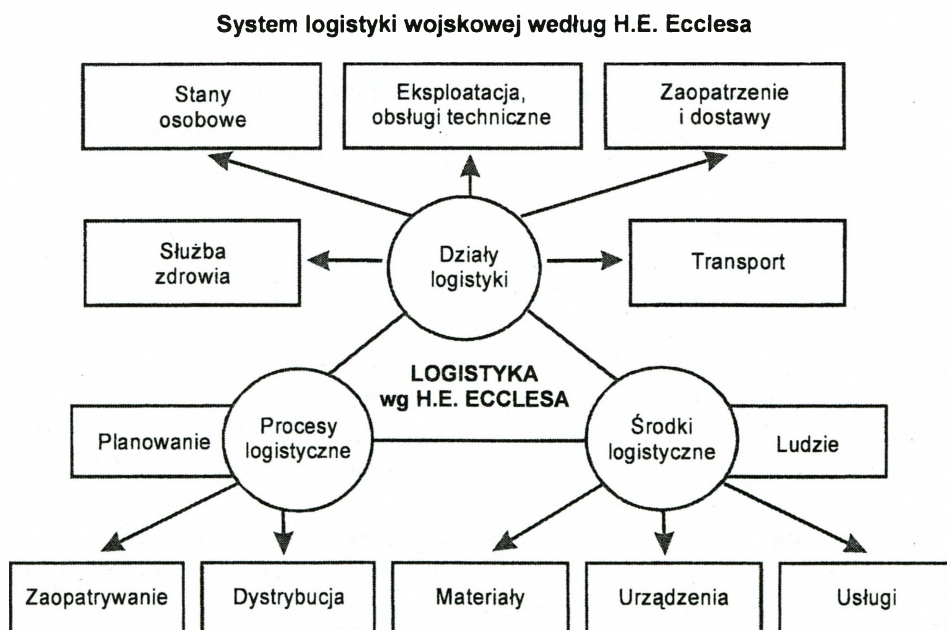 System logistyki wojskowej według H.E. Ecclesa
Stany
osobowe
Eksploatacja,
obsługi techniczne
Zaopatrzenie
i dostawy
Służba
zdrowia
Działy
logistyki
Transport
LOGISTYKA
wg H.E. ECCLESA
Planowanie
Procesy
logistyczne
Środki
logistyczne
Ludzie
Zaopatrywanie
Dystrybucja
Materiały
Urządzenia
Usługi